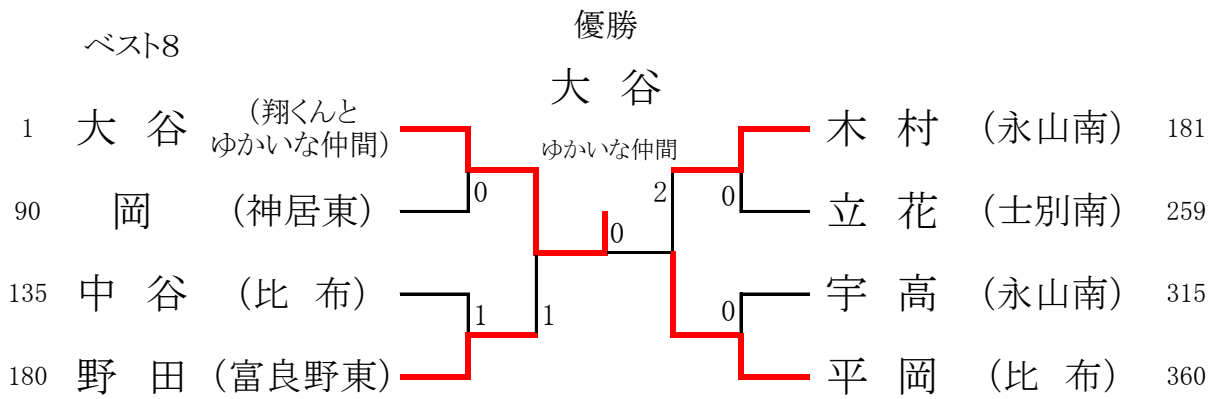 優勝
ベスト8
大 谷
1 大 谷 (翔くんと
ゆかいな仲間)
ゆかいな仲間
木 村 (永山南) 181
0
2
0
90 岡 (神居東)
立 花 (士別南) 259
0
135 中 谷 (比 布)
宇 高 (永山南) 315
1
1
0
180 野 田 (富良野東)
平 岡 (比 布) 360